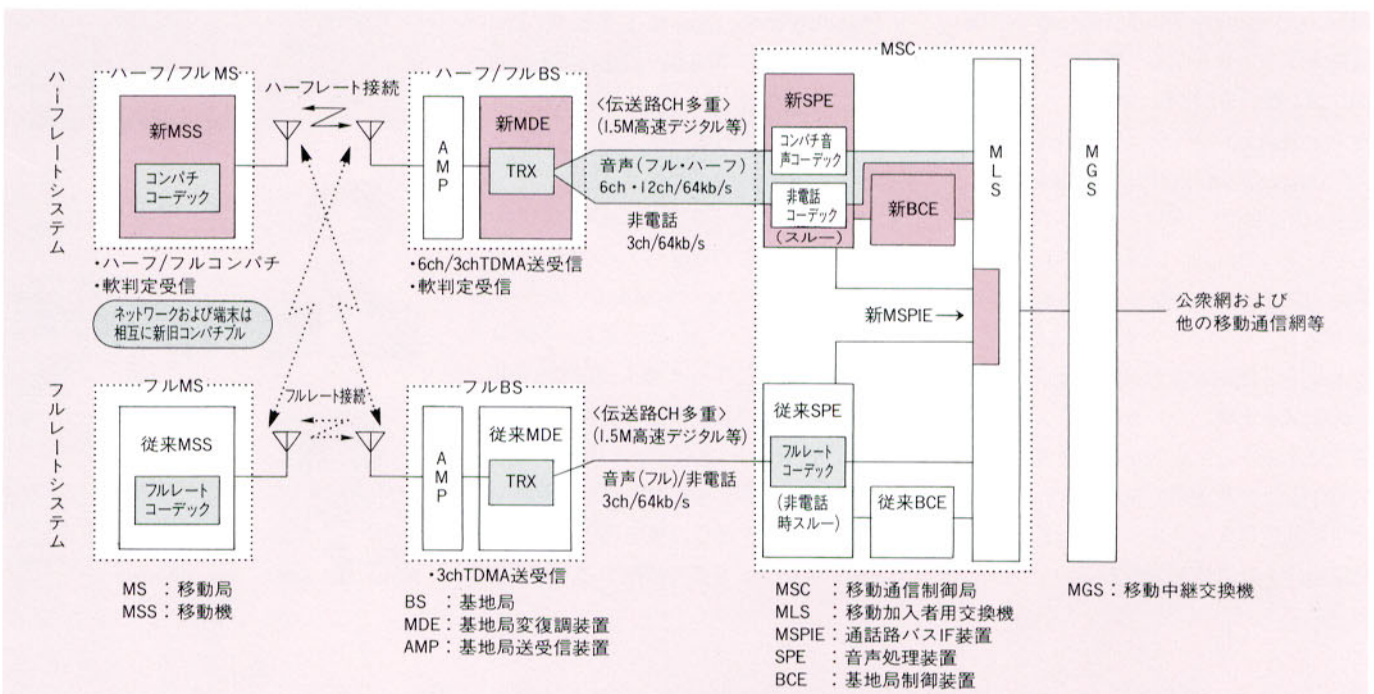 ハーフレートシステム
ハーフ/フルMS
新MSS
コンパチ
コーデック
・ハーフ/フルコンパチ
・軟判定受信
ネットワークおよび端末は
相互に新旧コンパチブル
ハーフレート接続
ハーフ/フルBS
AMP
新MDE
TRX
・6ch/3chTDMA送受信
・軟判定受信
〈伝送路CH多重〉
(1.5M高速デジタル等)
音声(フル・ハーフ)
6ch・12ch/64kb/s
非電話
3ch/64kb/s
MSC
新SPE
コンパチ音
声コーデック
非電話
コーデック
(スルー)
新BCE
新MSPIE→
MLS
MGS
公衆網および
他の移動通信網等
フルレートシステム
フルMS
従来MSS
フルレート
コーデック
フルレート接続
フルBS
AMP
従来MDE
TRX
・3chTDMA送受信
〈伝送路CH多重〉
(1.5M高速デジタル等)
音声(フル)/非電話
3ch/64kb/s
従来SPE
フルレート
コーデック
(非電話
時スルー)
従来BCE
MS :移動局
MSS:移動機
BS :基地局
MDE:基地局変復調装置
AMP:基地局送受信装置
MSC :移動通信制御局
MLS :移動加入者用交換機
MSPIE:通話路バスIF装置
SPE :音声処理装置
BCE :基地局制御装置
MGS:移動中継交換機